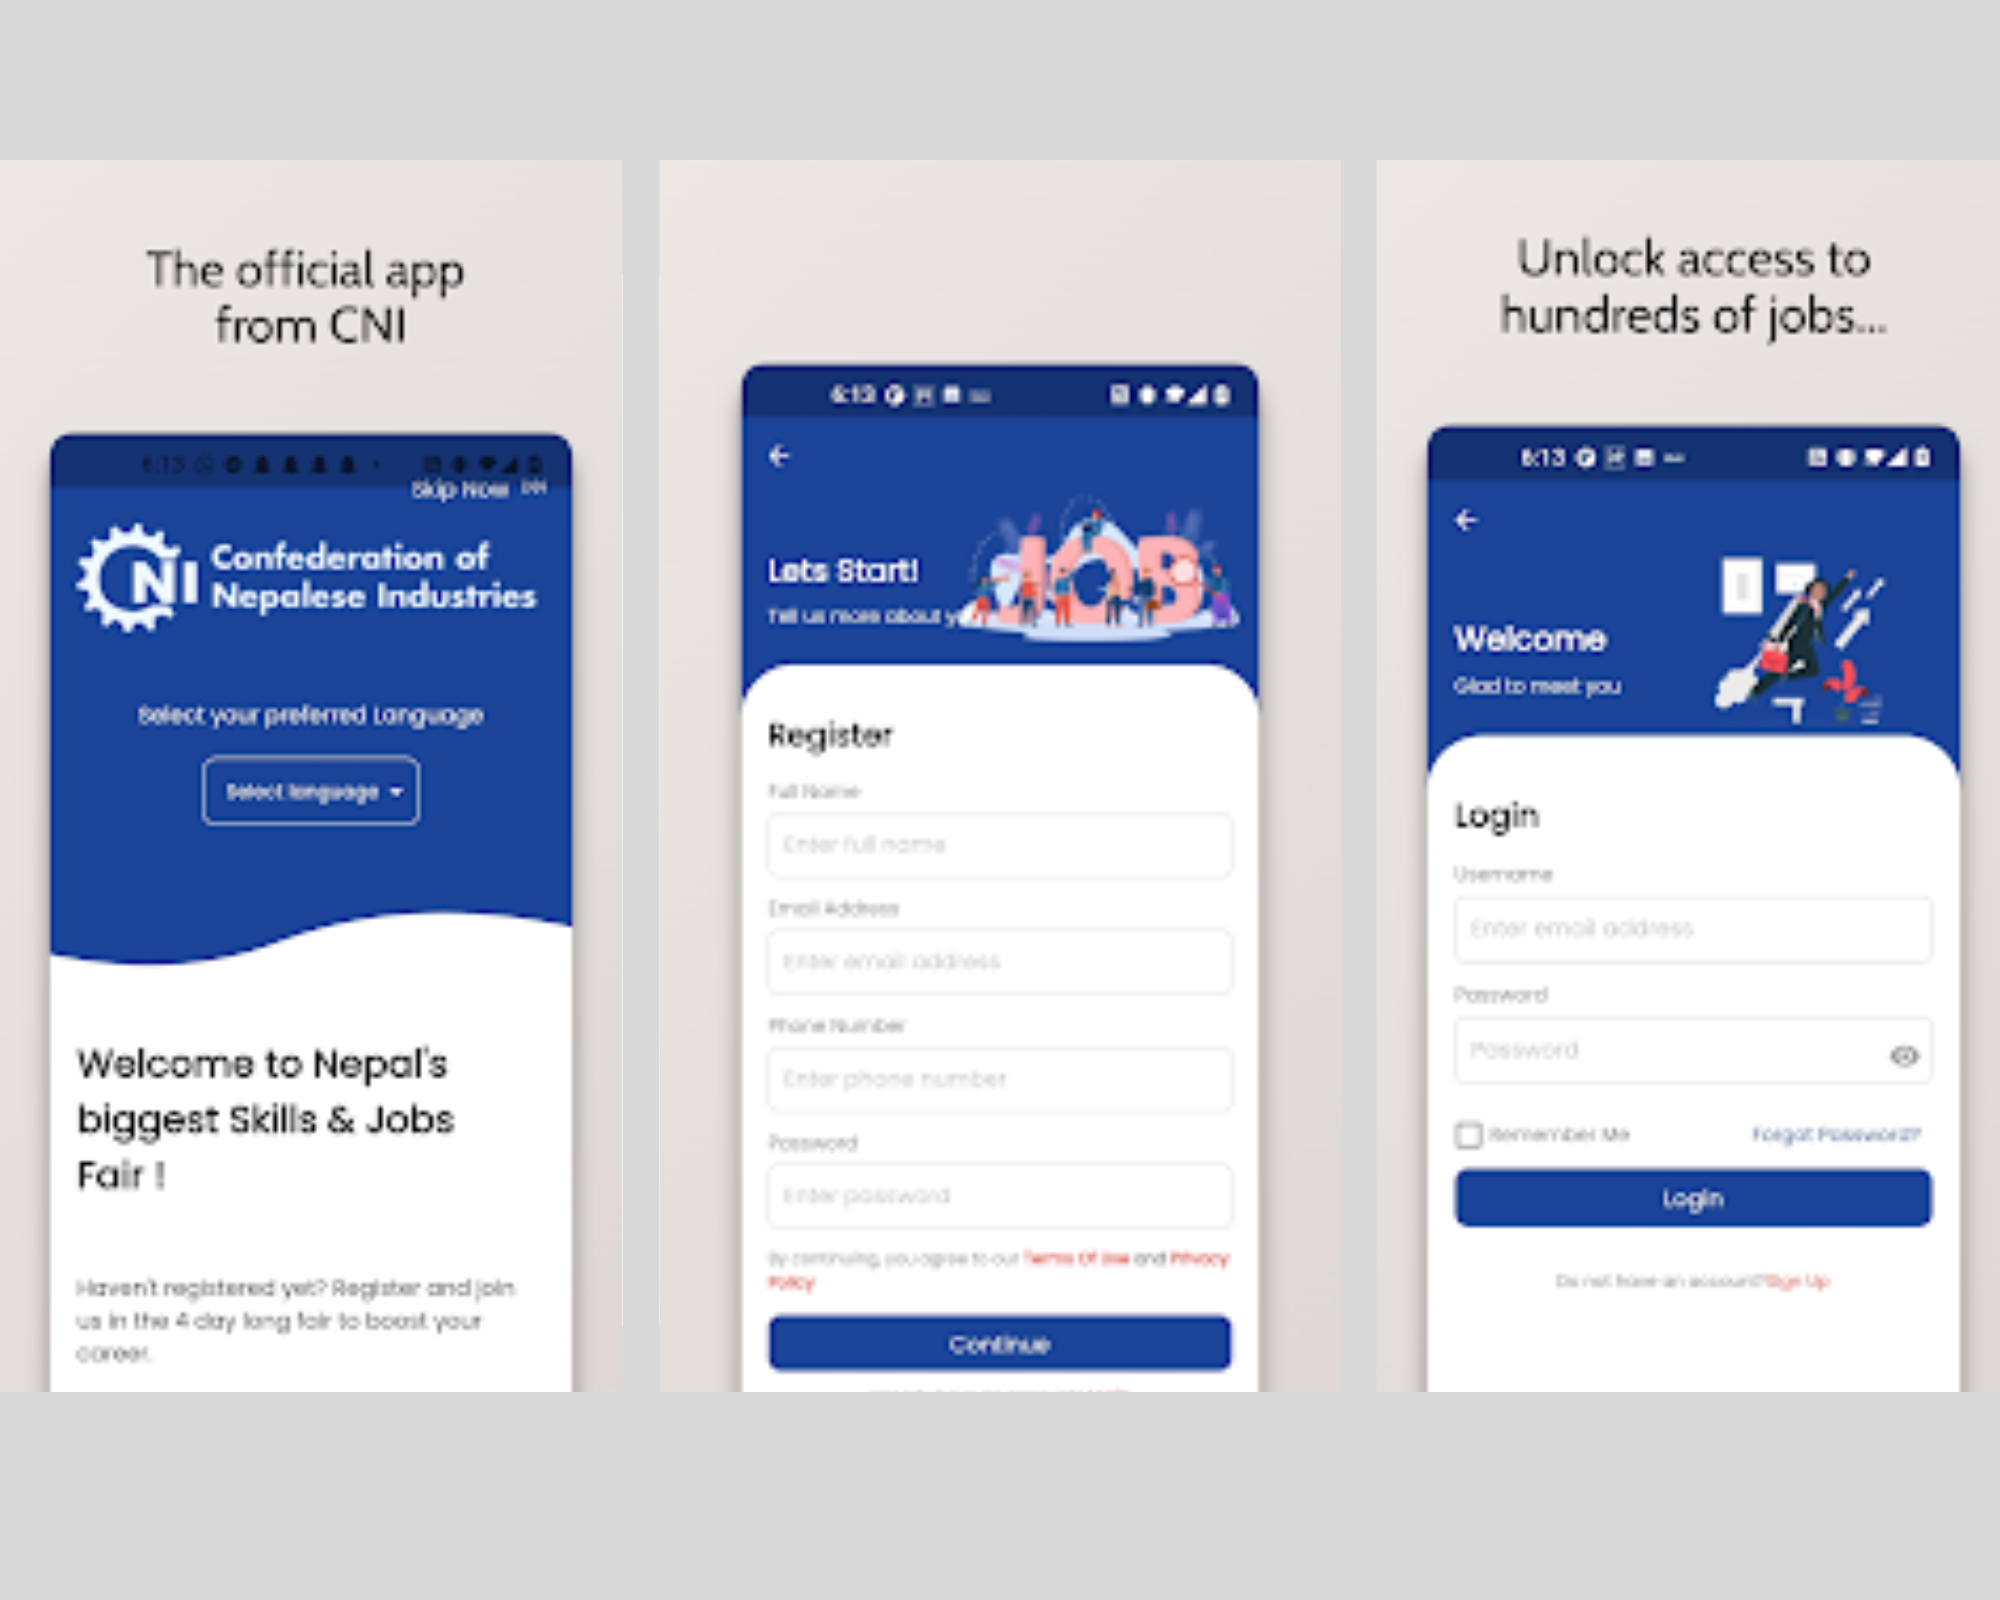 The official app
from CNI
6:13
Skip Now
CNI Confederation of
Nepalese Industries
Select your preferred Language
Select language
Welcome to Nepal's
biggest Skills & Jobs
Fair !
Haven't registered yet? Register and join
us in the 4 day long fair to boost your
career.
6:13
Lets Start!
JOB
Tell us more about y
Register
Full Name
Enter full name
Email Address
Enter email address
Phone Number
Enter phone number
Password
Enter password
By continuing, you agree to our Terms Of Use and Privacy
Policy
Continue
Unlock access to
hundreds of jobs...
6:13
Welcome
Glad to meet you
Login
Username
Enter email address
Password
Password
Remember Me
Forgot Password?
Login
Do not have an account?Sign Up